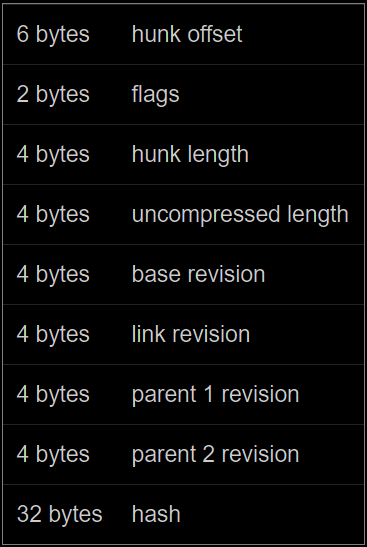 6 bytes hunk offset
2 bytes flags
4 bytes hunk length
4 bytes uncompressed length
4 bytes base revision
4 bytes link revision
4 bytes parent 1 revision
4 bytes parent 2 revision
32 bytes hash